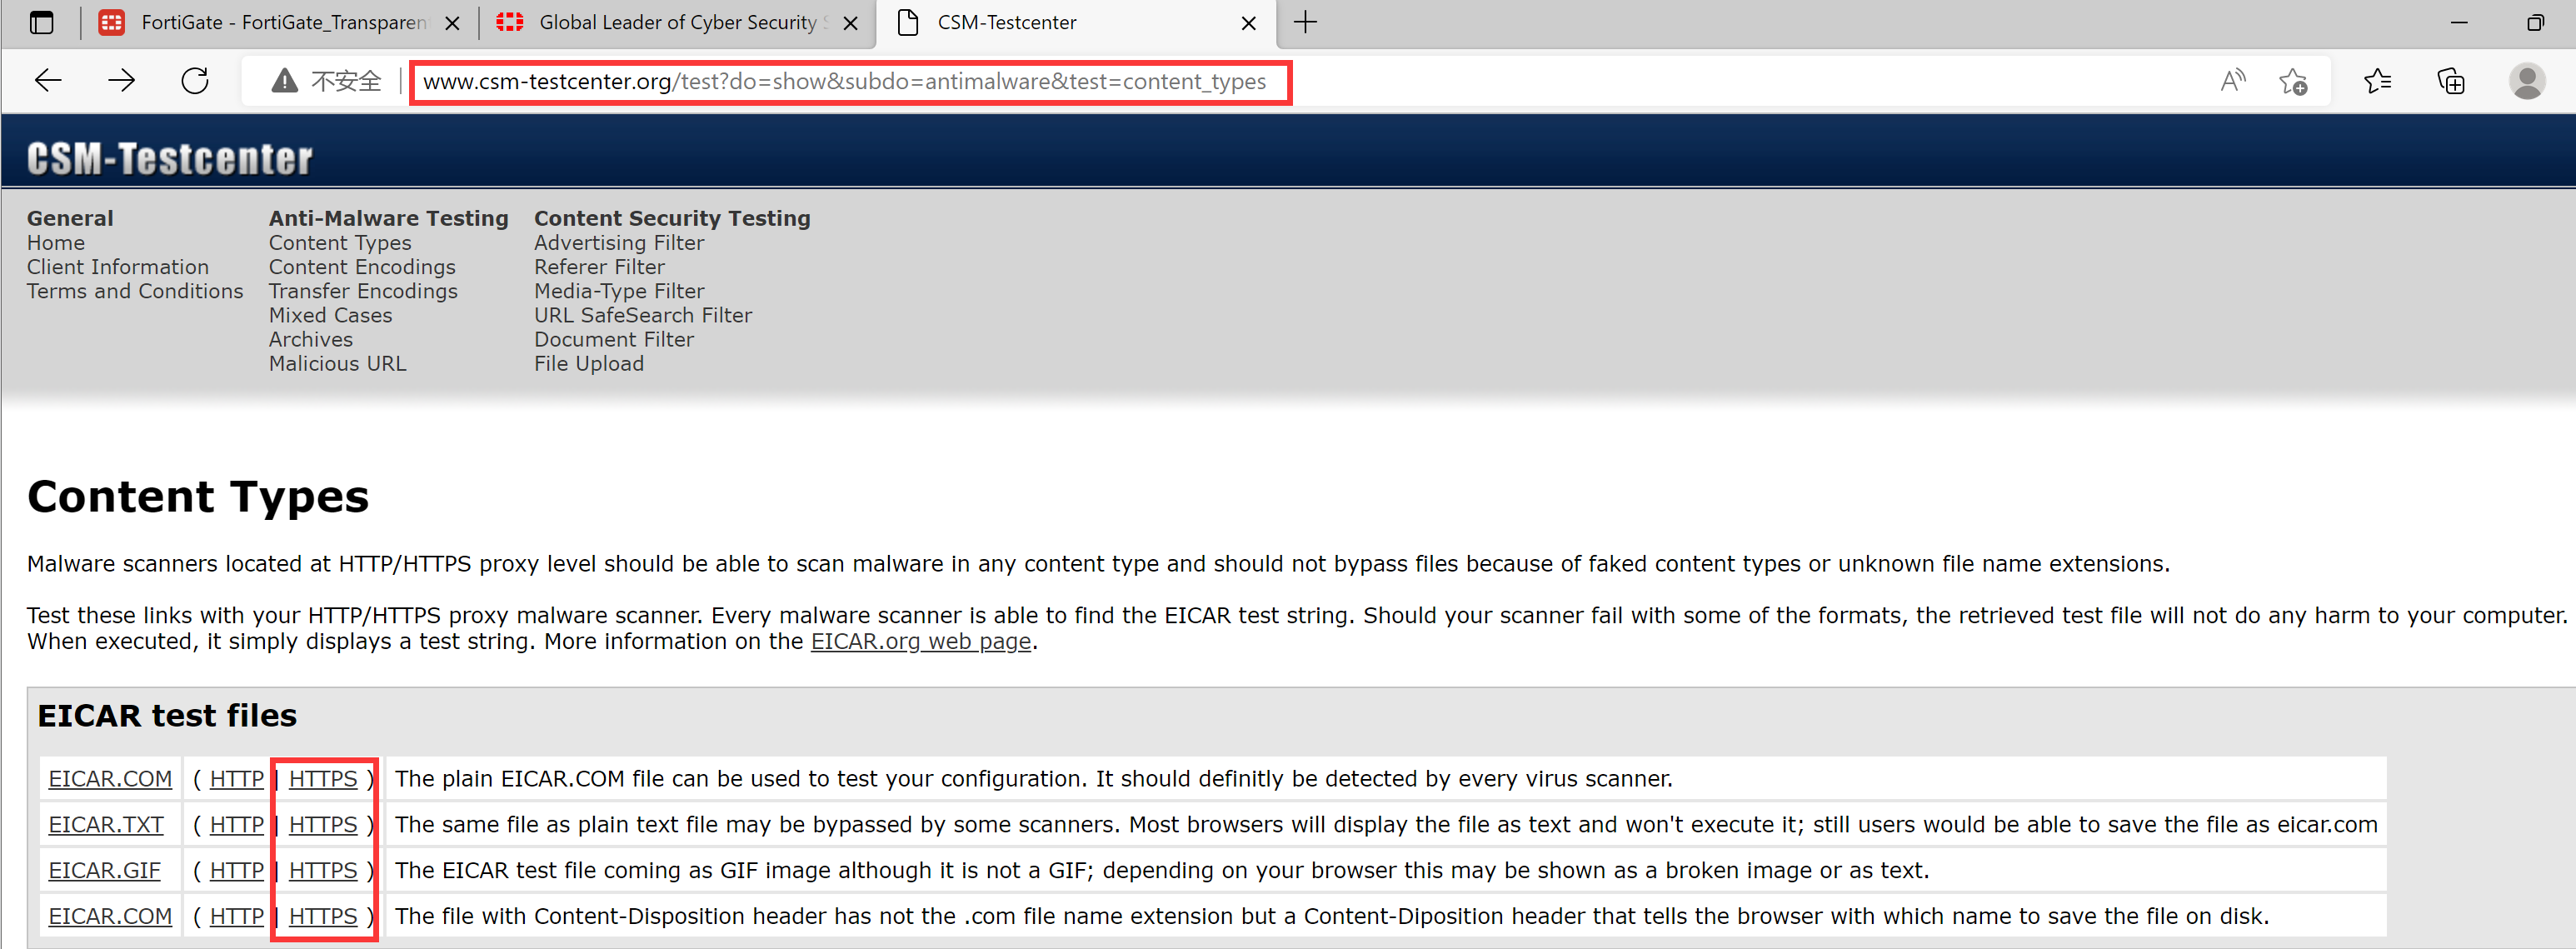 FortiGate - FortiGate_Transparen
Global Leader of Cyber Security S
CSM-Testcenter
不安全
www.csm-testcenter.org/test?do=show&subdo=antimalware&test=content_types
CSM-Testcenter
General
Home
Client Information
Terms and Conditions
Anti-Malware Testing
Content Types
Content Encodings
Transfer Encodings
Mixed Cases
Archives
Malicious URL
Content Security Testing
Advertising Filter
Referer Filter
Media-Type Filter
URL SafeSearch Filter
Document Filter
File Upload
Content Types
Malware scanners located at HTTP/HTTPS proxy level should be able to scan malware in any content type and should not bypass files because of faked content types or unknown file name extensions.
Test these links with your HTTP/HTTPS proxy malware scanner. Every malware scanner is able to find the EICAR test string. Should your scanner fail with some of the formats, the retrieved test file will not do any harm to your computer.
When executed, it simply displays a test string. More information on the EICAR.org web page.
EICAR test files
EICAR.COM ( HTTP | HTTPS ) The plain EICAR.COM file can be used to test your configuration. It should definitly be detected by every virus scanner.
EICAR.TXT ( HTTP | HTTPS ) The same file as plain text file may be bypassed by some scanners. Most browsers will display the file as text and won't execute it; still users would be able to save the file as eicar.com
EICAR.GIF ( HTTP | HTTPS ) The EICAR test file coming as GIF image although it is not a GIF; depending on your browser this may be shown as a broken image or as text.
EICAR.COM ( HTTP | HTTPS ) The file with Content-Disposition header has not the .com file name extension but a Content-Diposition header that tells the browser with which name to save the file on disk.